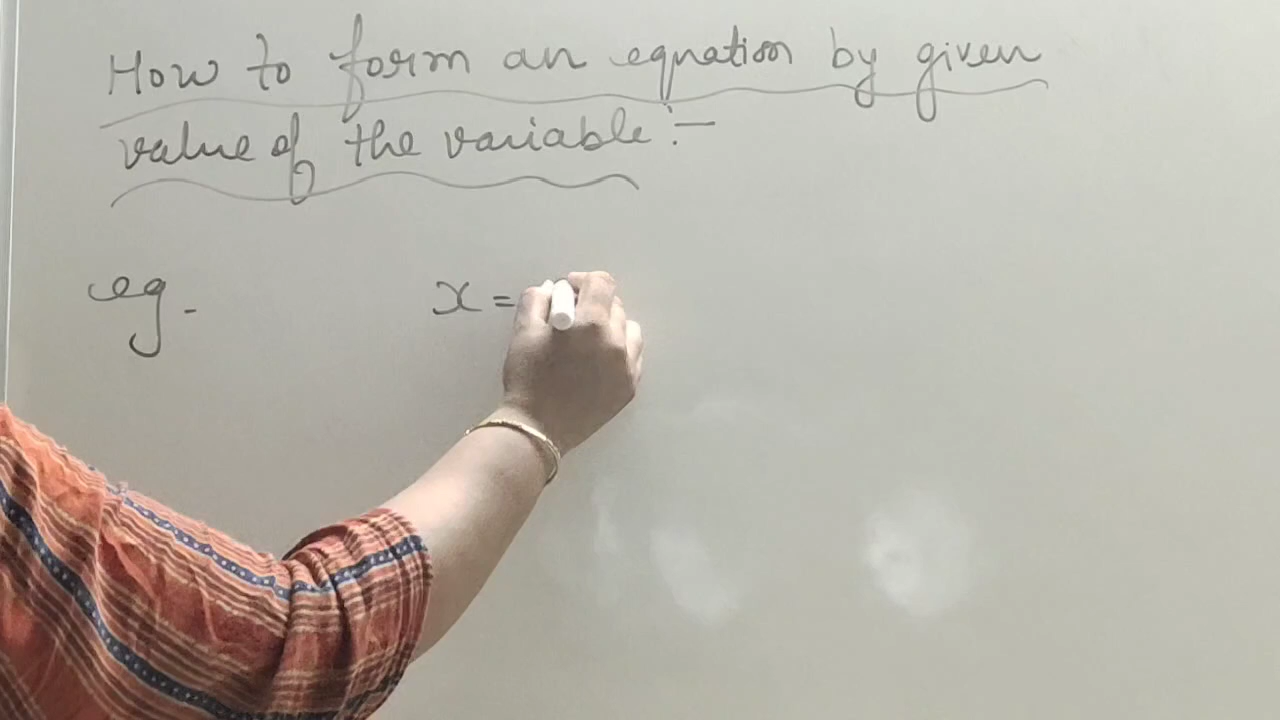 How to form an equation by given
value of the variable :-
eg.
x =